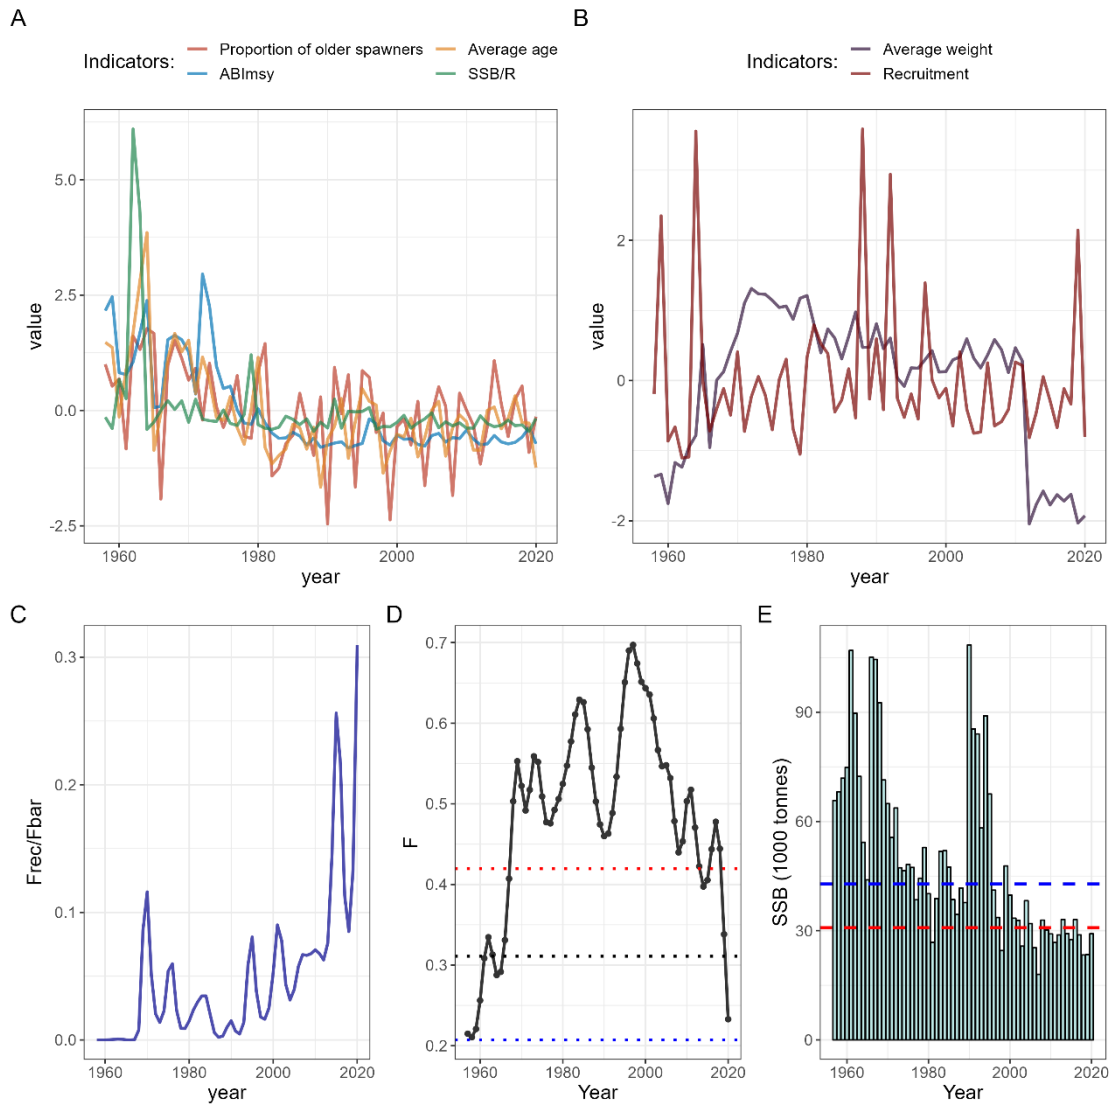 A
B
Indicators:
Proportion of older spawners
Average age
ABImsy
SSB/R
Indicators:
Average weight
Recruitment
value
5.0
2.5
0.0
-2.5
1960
1980
2000
2020
year
value
2
0
-2
1960
1980
2000
2020
year
C
D
E
Frec/Fbar
0.3
0.2
0.1
0.0
1960
1980
2000
2020
year
F
0.7
0.6
0.5
0.4
0.3
0.2
1960
1980
2000
2020
Year
SSB (1000 tonnes)
90
60
30
0
1960
1980
2000
2020
Year